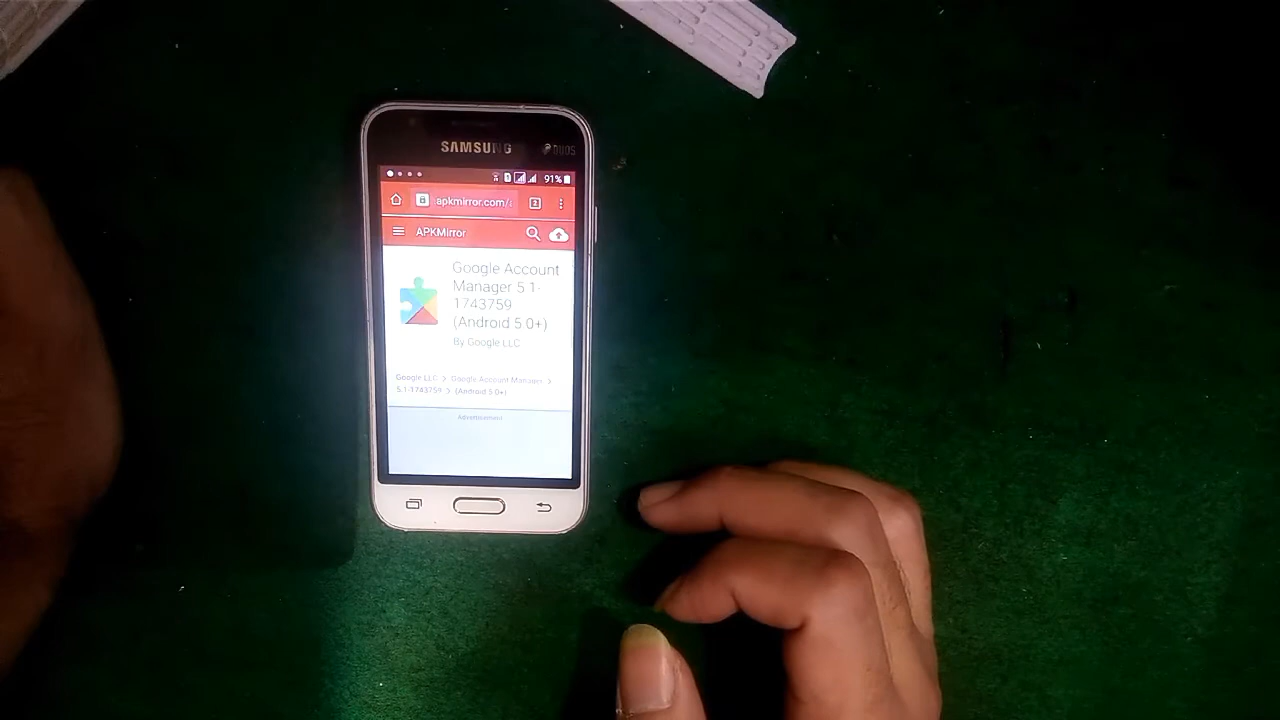 SAMSUNG DUOS
91%
apkmirror.com/
2
APKMirror
Google Account
Manager 5.1-
1743759
(Android 5.0+)
By Google LLC
Google LLC > Google Account Manager >
5.1-1743759 > (Android 5.0+)
Advertisement